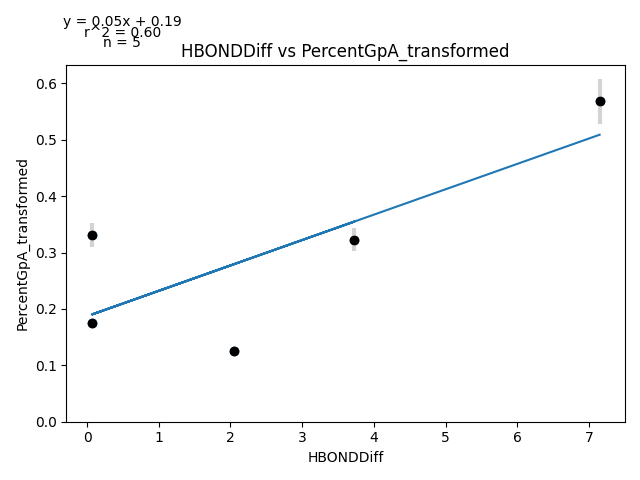 y = 0.05x + 0.19
r^2 = 0.60
n = 5
HBONDDiff vs PercentGpA_transformed
PercentGpA_transformed
0.6
0.5
0.4
0.3
0.2
0.1
0.0
0 1 2 3 4 5 6 7
HBONDDiff